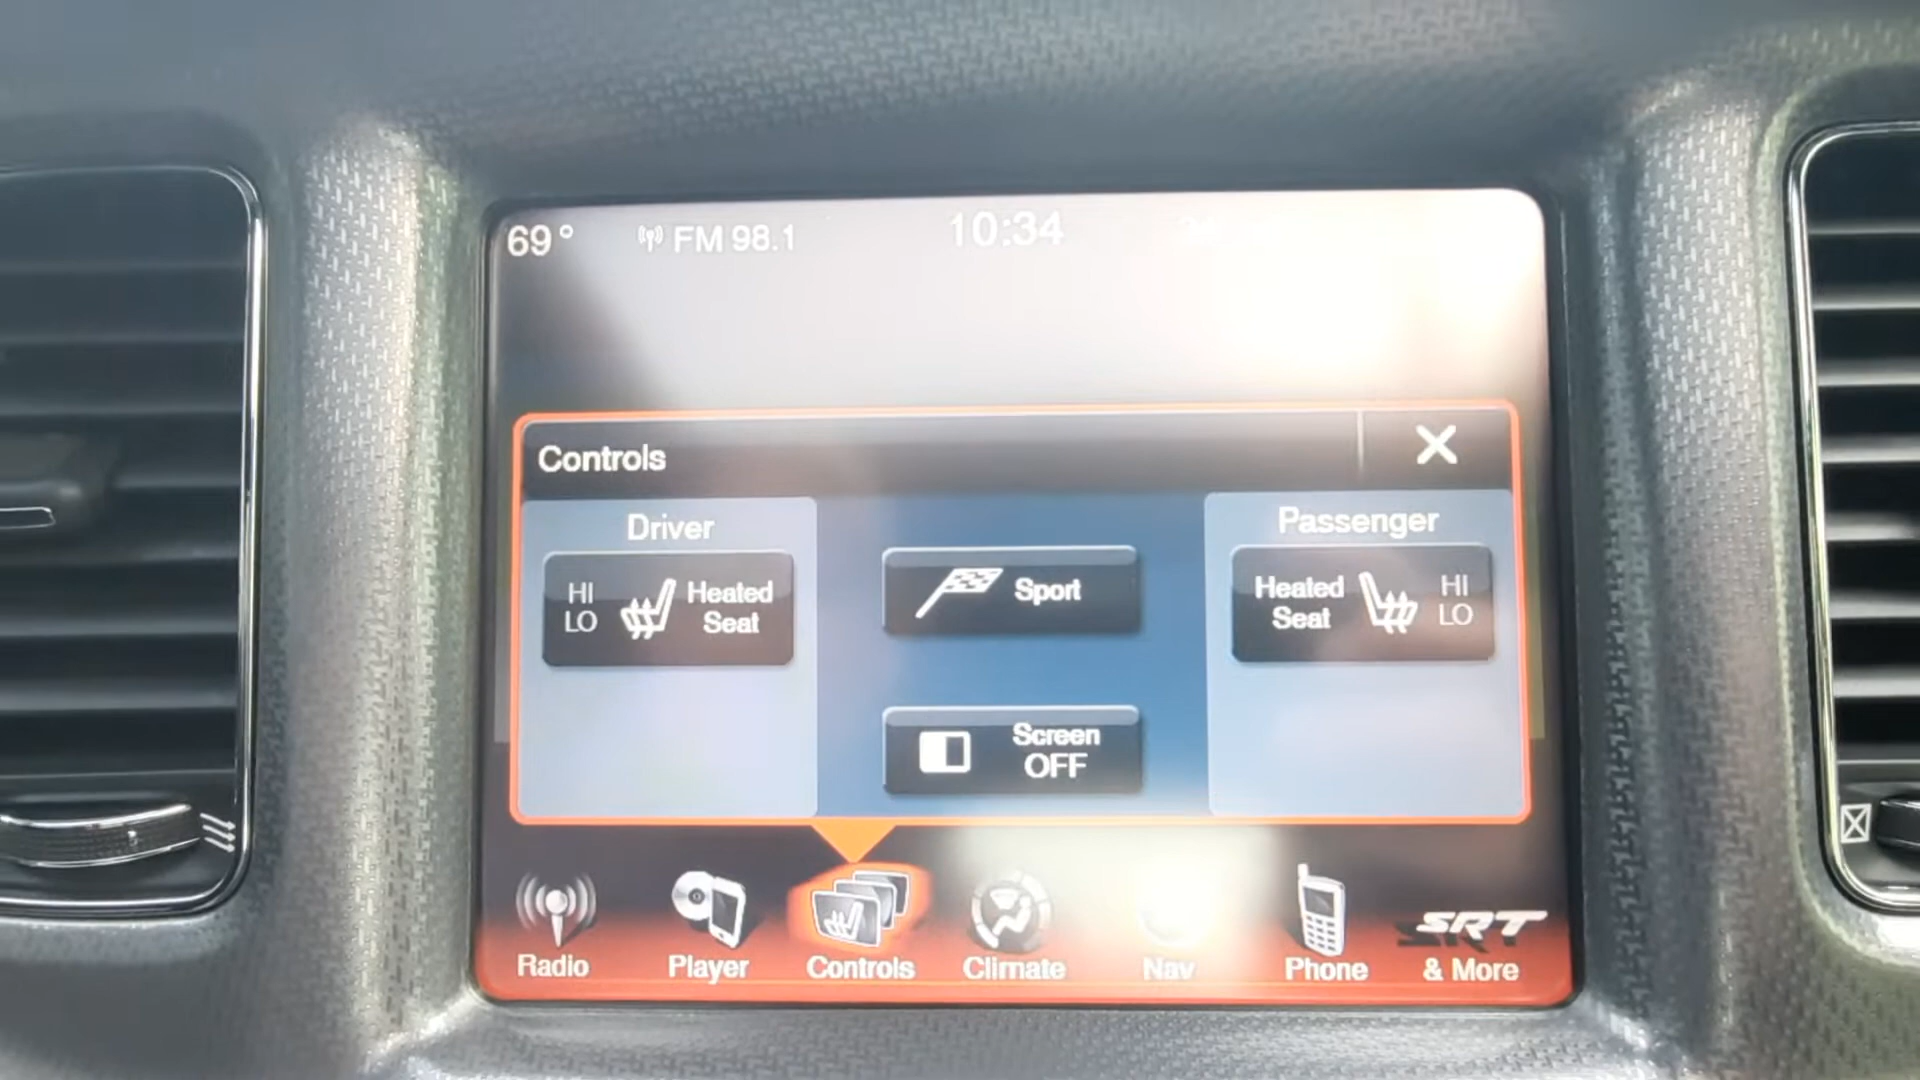 69° FM 98.1 10:34
Controls
Driver
HI
LO
Heated
Seat
Sport
Screen
OFF
Passenger
Heated
Seat
HI
LO
Radio
Player
Controls
Climate
Nav
Phone
SRT
& More